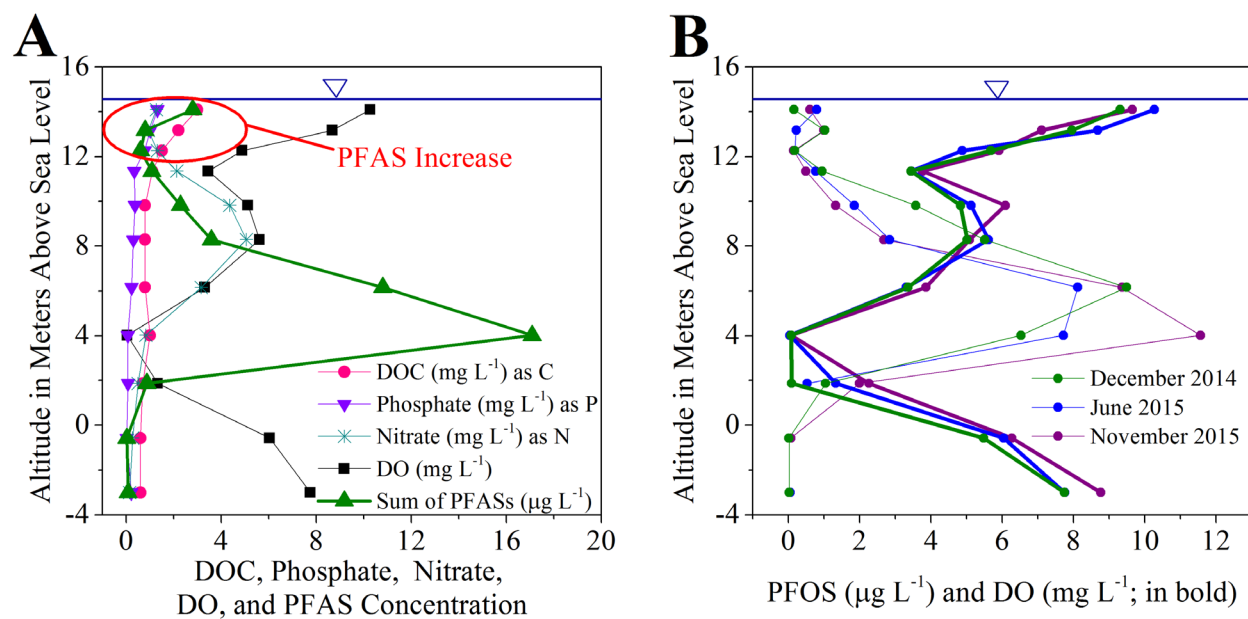 A
16
12
8
4
0
-4
Altitude in Meters Above Sea Level
PFAS Increase
DOC (mg L⁻¹) as C
Phosphate (mg L⁻¹) as P
Nitrate (mg L⁻¹) as N
DO (mg L⁻¹)
Sum of PFASs (µg L⁻¹)
0 4 8 12 16 20
DOC, Phosphate, Nitrate,
DO, and PFAS Concentration
B
16
12
8
4
0
-4
Altitude in Meters Above Sea Level
December 2014
June 2015
November 2015
0 2 4 6 8 10 12
PFOS (µg L⁻¹) and DO (mg L⁻¹; in bold)